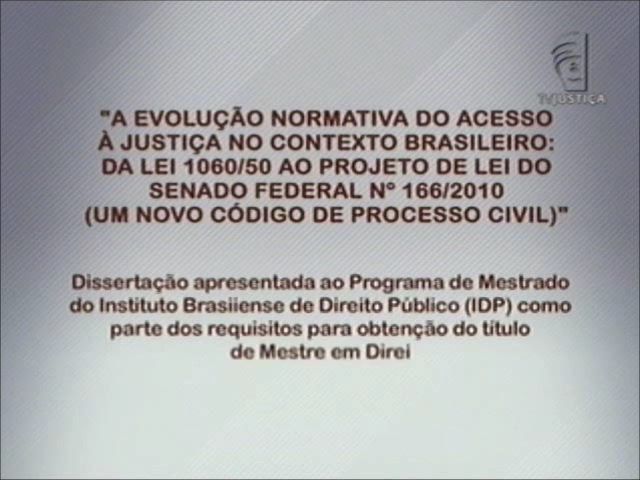 TV JUSTIÇA
"A EVOLUÇÃO NORMATIVA DO ACESSO
À JUSTIÇA NO CONTEXTO BRASILEIRO:
DA LEI 1060/50 AO PROJETO DE LEI DO
SENADO FEDERAL Nº 166/2010
(UM NOVO CÓDIGO DE PROCESSO CIVIL)"
Dissertação apresentada ao Programa de Mestrado
do Instituto Brasiiense de Direito Público (IDP) como
parte dos requisitos para obtenção do título
de Mestre em Direi